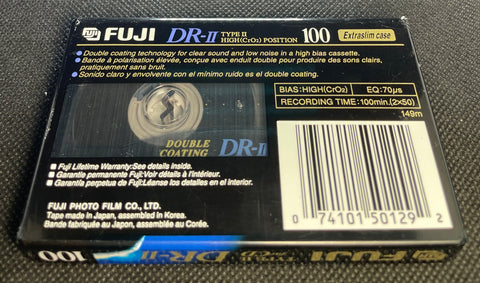 FUJI FUJI DR-II TYPE II HIGH(CrO2) POSITION 100 Extraslim case
• Double coating technology for clear sound and low noise in a high bias cassette.
• Bande à polarisation élevée, conçue avec enduit double pour produire des sons clairs,
pratiquement sans bruit.
• Sonido claro y envolvente con el mínimo ruido es el double coating.
BIAS:HIGH(CrO2) EQ:70μs
RECORDING TIME:100min.(2×50)
149m
DOUBLE
COATING DR-II
■ Fuji Lifetime Warranty:See details inside.
■ Garantie permanente Fuji:Voir détails à l'intérieur.
■ Garantía perpetua de Fuji:Léanse los detalles en el interior.
FUJI PHOTO FILM CO., LTD.
Tape made in Japan, assembled in Korea.
Bande fabriquée au Japon, assemblée au Corée.
0 74101 50129 2
100 DR-II FUJI